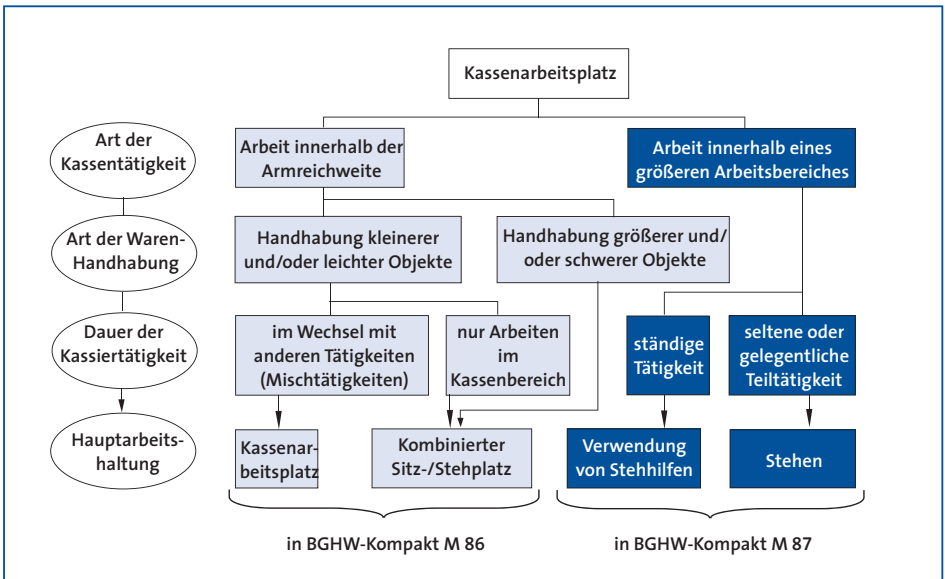 Kassenarbeitsplatz
Art der
Kassentätigkeit
Arbeit innerhalb der
Armreichweite
Arbeit innerhalb eines
größeren Arbeitsbereiches
Art der Waren-
Handhabung
Handhabung kleinerer
und/oder leichter Objekte
Handhabung größerer und/
oder schwerer Objekte
Dauer der
Kassiertätigkeit
im Wechsel mit
anderen Tätigkeiten
(Mischtätigkeiten)
nur Arbeiten
im
Kassenbereich
ständige
Tätigkeit
seltene oder
gelegentliche
Teiltätigkeit
Hauptarbeits-
haltung
Kassenar-
beitsplatz
Kombinierter
Sitz-/Stehplatz
Verwendung
von Stehhilfen
Stehen
in BGHW-Kompakt M 86
in BGHW-Kompakt M 87